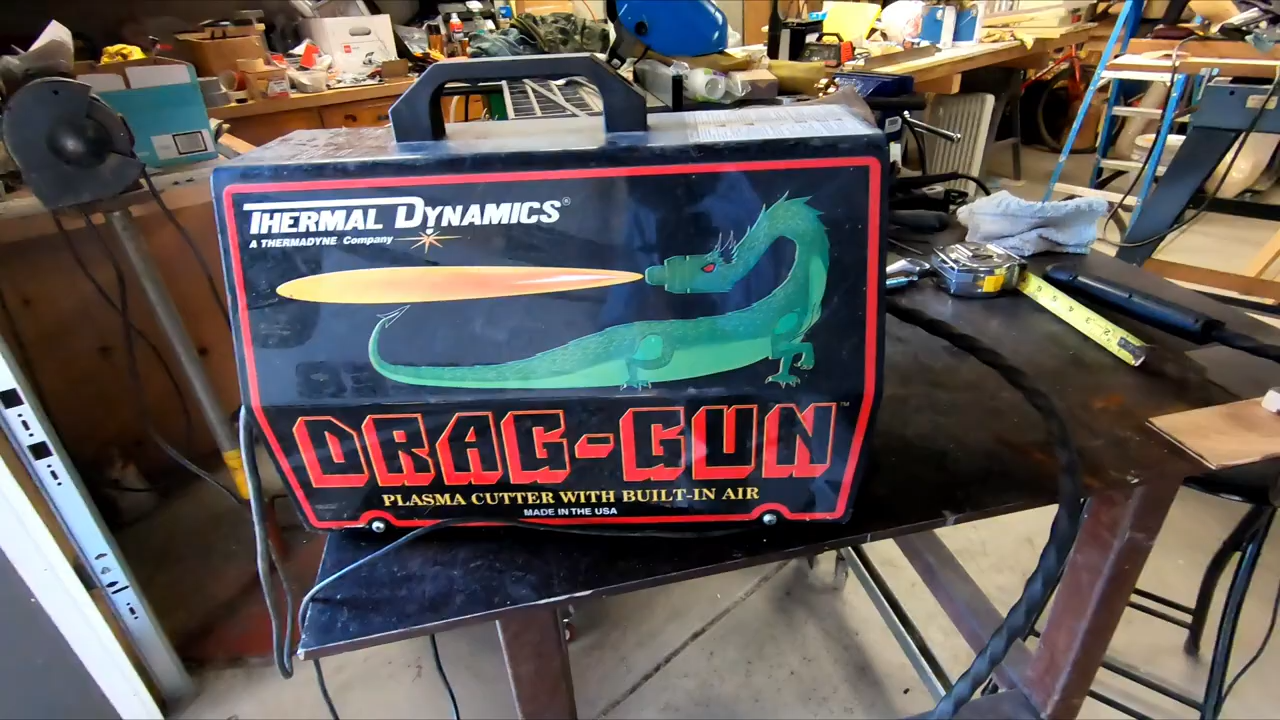 THERMAL DYNAMICS®
A THERMADYNE Company
DRAG-GUN™
PLASMA CUTTER WITH BUILT-IN AIR
MADE IN THE USA